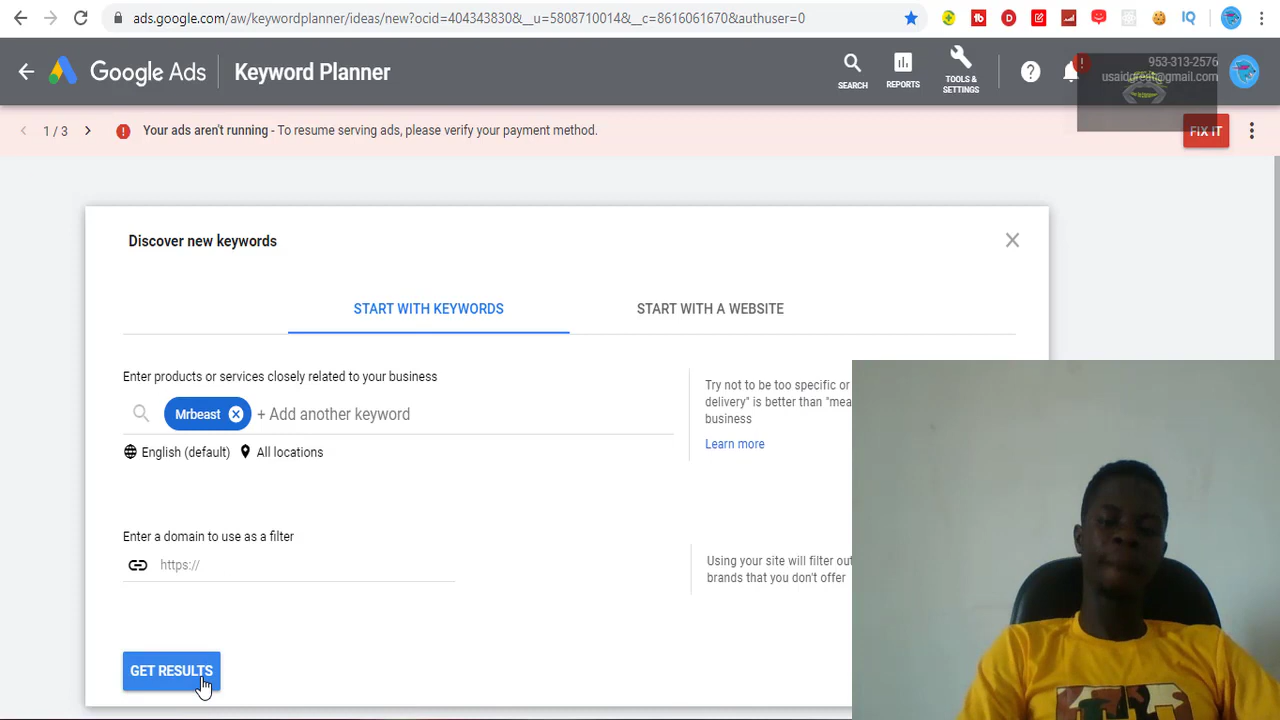 ads.google.com/aw/keywordplanner/ideas/new?ocid=404343830&__u=5808710014&__c=8616061670&authuser=0
Google Ads
Keyword Planner
SEARCH
REPORTS
TOOLS &
SETTINGS
953-313-2576
1 / 3
Your ads aren't running - To resume serving ads, please verify your payment method.
FIX IT
Discover new keywords
START WITH KEYWORDS
START WITH A WEBSITE
Enter products or services closely related to your business
Mrbeast
+ Add another keyword
English (default)
All locations
Try not to be too specific or
delivery" is better than "mea
business
Learn more
Enter a domain to use as a filter
https://
Using your site will filter out
brands that you don't offer
GET RESULTS